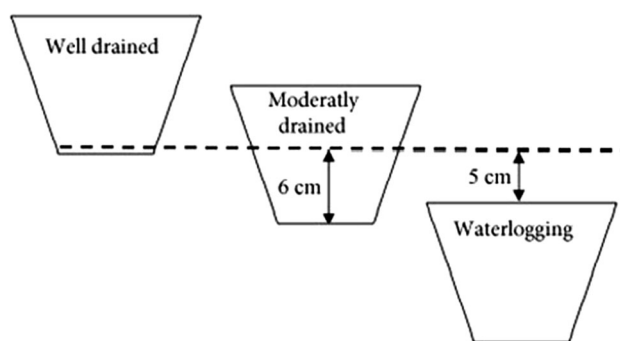 Well drained
Moderatly
drained
6 cm
5 cm
Waterlogging